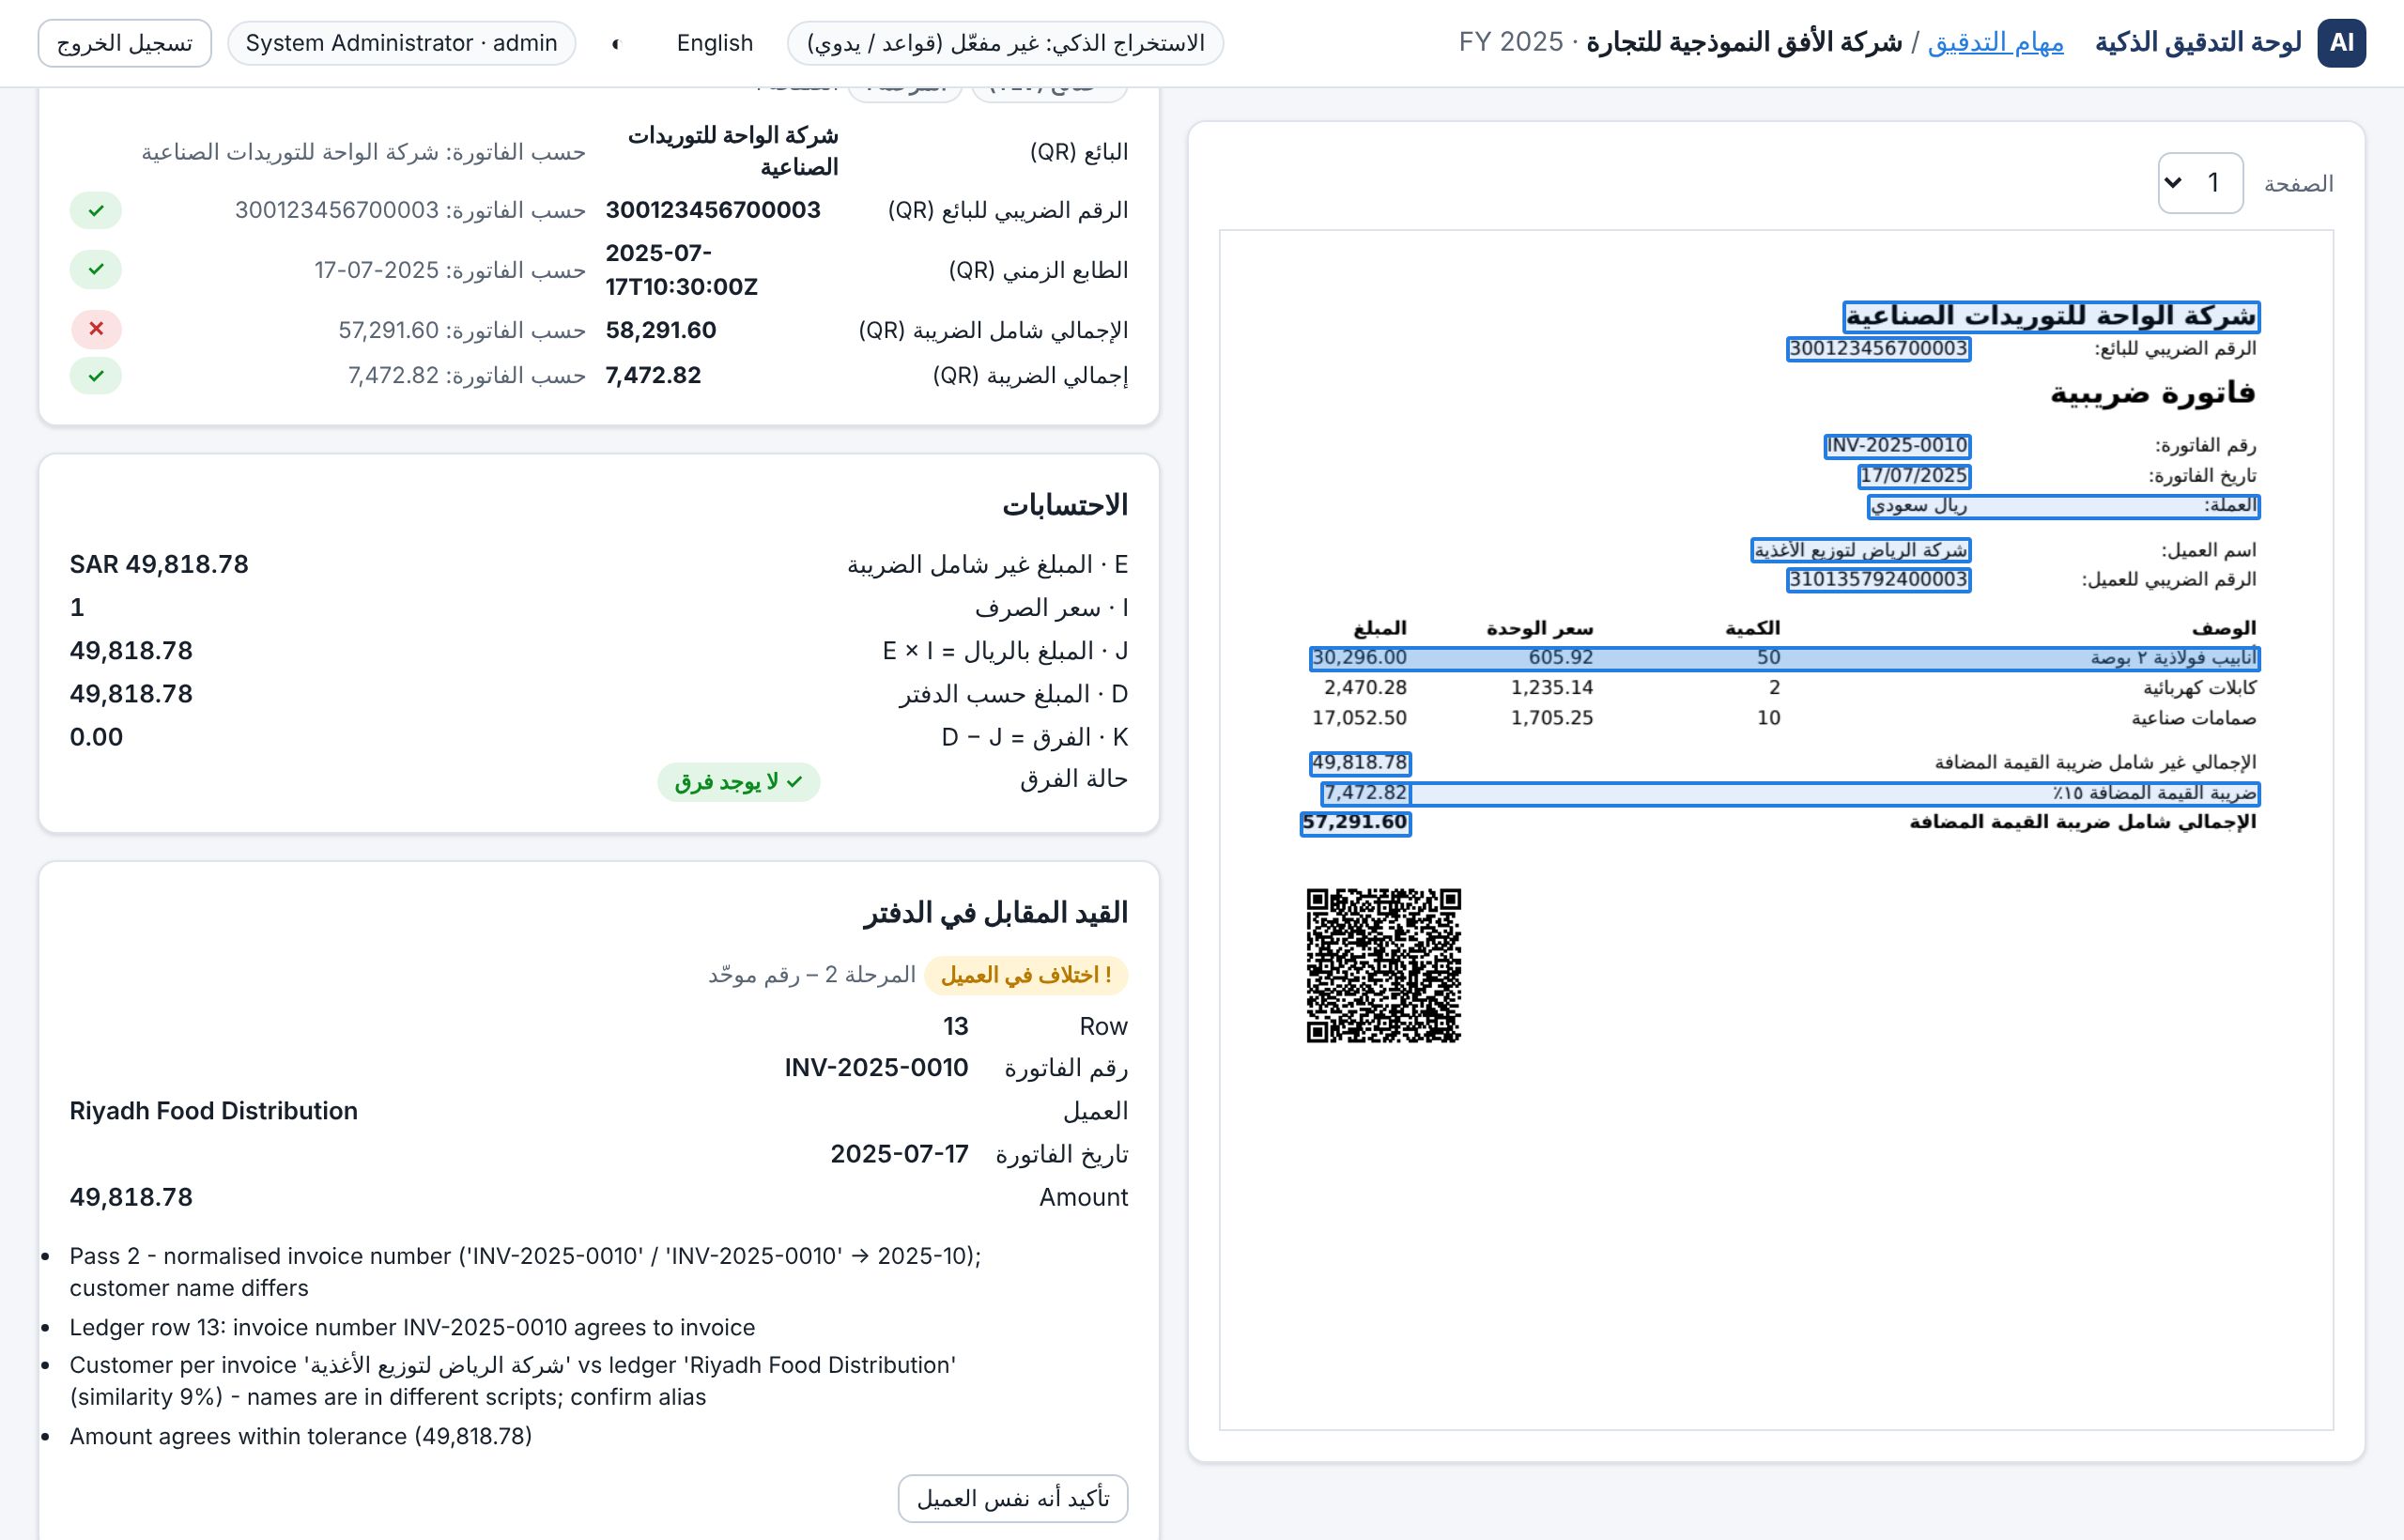 AI لوحة التدقيق الذكية مهام التدقيق / شركة الأفق النموذجية للتجارة · FY 2025
الاستخراج الذكي: غير مفعّل (قواعد / يدوي)
English
System Administrator · admin
تسجيل الخروج
الصفحة 1
شركة الواحة للتوريدات الصناعية
الرقم الضريبي للبائع: 300123456700003
فاتورة ضريبية
رقم الفاتورة: INV-2025-0010
تاريخ الفاتورة: 17/07/2025
العملة: ريال سعودي
اسم العميل: شركة الرياض لتوزيع الأغذية
الرقم الضريبي للعميل: 310135792400003
الوصف الكمية سعر الوحدة المبلغ
أنابيب فولاذية ٢ بوصة 50 605.92 30,296.00
كابلات كهربائية 2 1,235.14 2,470.28
صمامات صناعية 10 1,705.25 17,052.50
الإجمالي غير شامل ضريبة القيمة المضافة 49,818.78
ضريبة القيمة المضافة ١٥٪ 7,472.82
الإجمالي شامل ضريبة القيمة المضافة 57,291.60
البائع (QR) شركة الواحة للتوريدات الصناعية حسب الفاتورة: شركة الواحة للتوريدات الصناعية
الرقم الضريبي للبائع (QR) 300123456700003 حسب الفاتورة: 300123456700003
الطابع الزمني (QR) 2025-07-17T10:30:00Z حسب الفاتورة: 17-07-2025
الإجمالي شامل الضريبة (QR) 58,291.60 حسب الفاتورة: 57,291.60
إجمالي الضريبة (QR) 7,472.82 حسب الفاتورة: 7,472.82
الاحتسابات
E · المبلغ غير شامل الضريبة SAR 49,818.78
I · سعر الصرف 1
J · المبلغ بالريال = E × I 49,818.78
D · المبلغ حسب الدفتر 49,818.78
K · الفرق = D − J 0.00
حالة الفرق ✓ لا يوجد فرق
القيد المقابل في الدفتر
! اختلاف في العميل المرحلة 2 – رقم موحّد
Row 13
رقم الفاتورة INV-2025-0010
العميل Riyadh Food Distribution
تاريخ الفاتورة 2025-07-17
Amount 49,818.78
• Pass 2 - normalised invoice number ('INV-2025-0010' / 'INV-2025-0010' → 2025-10);
customer name differs
• Ledger row 13: invoice number INV-2025-0010 agrees to invoice
• Customer per invoice 'شركة الرياض لتوزيع الأغذية' vs ledger 'Riyadh Food Distribution'
(similarity 9%) - names are in different scripts; confirm alias
• Amount agrees within tolerance (49,818.78)
تأكيد أنه نفس العميل